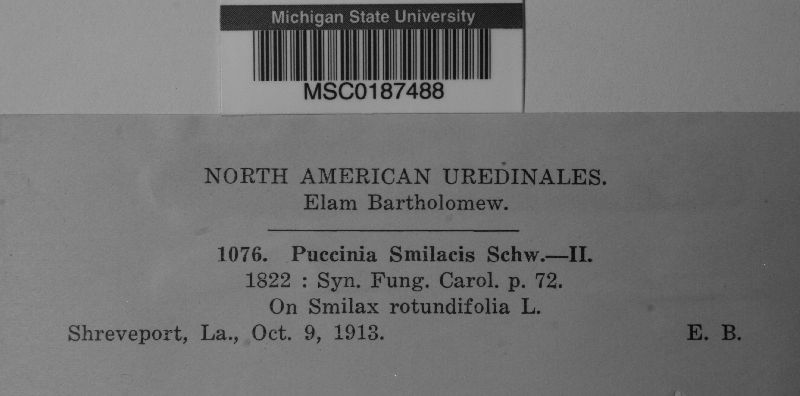 Michigan State University
MSC0187488
NORTH AMERICAN UREDINALES.
Elam Bartholomew.
1076. Puccinia Smilacis Schw.—II.
1822 : Syn. Fung. Carol. p. 72.
On Smilax rotundifolia L.
Shreveport, La., Oct. 9, 1913. E. B.